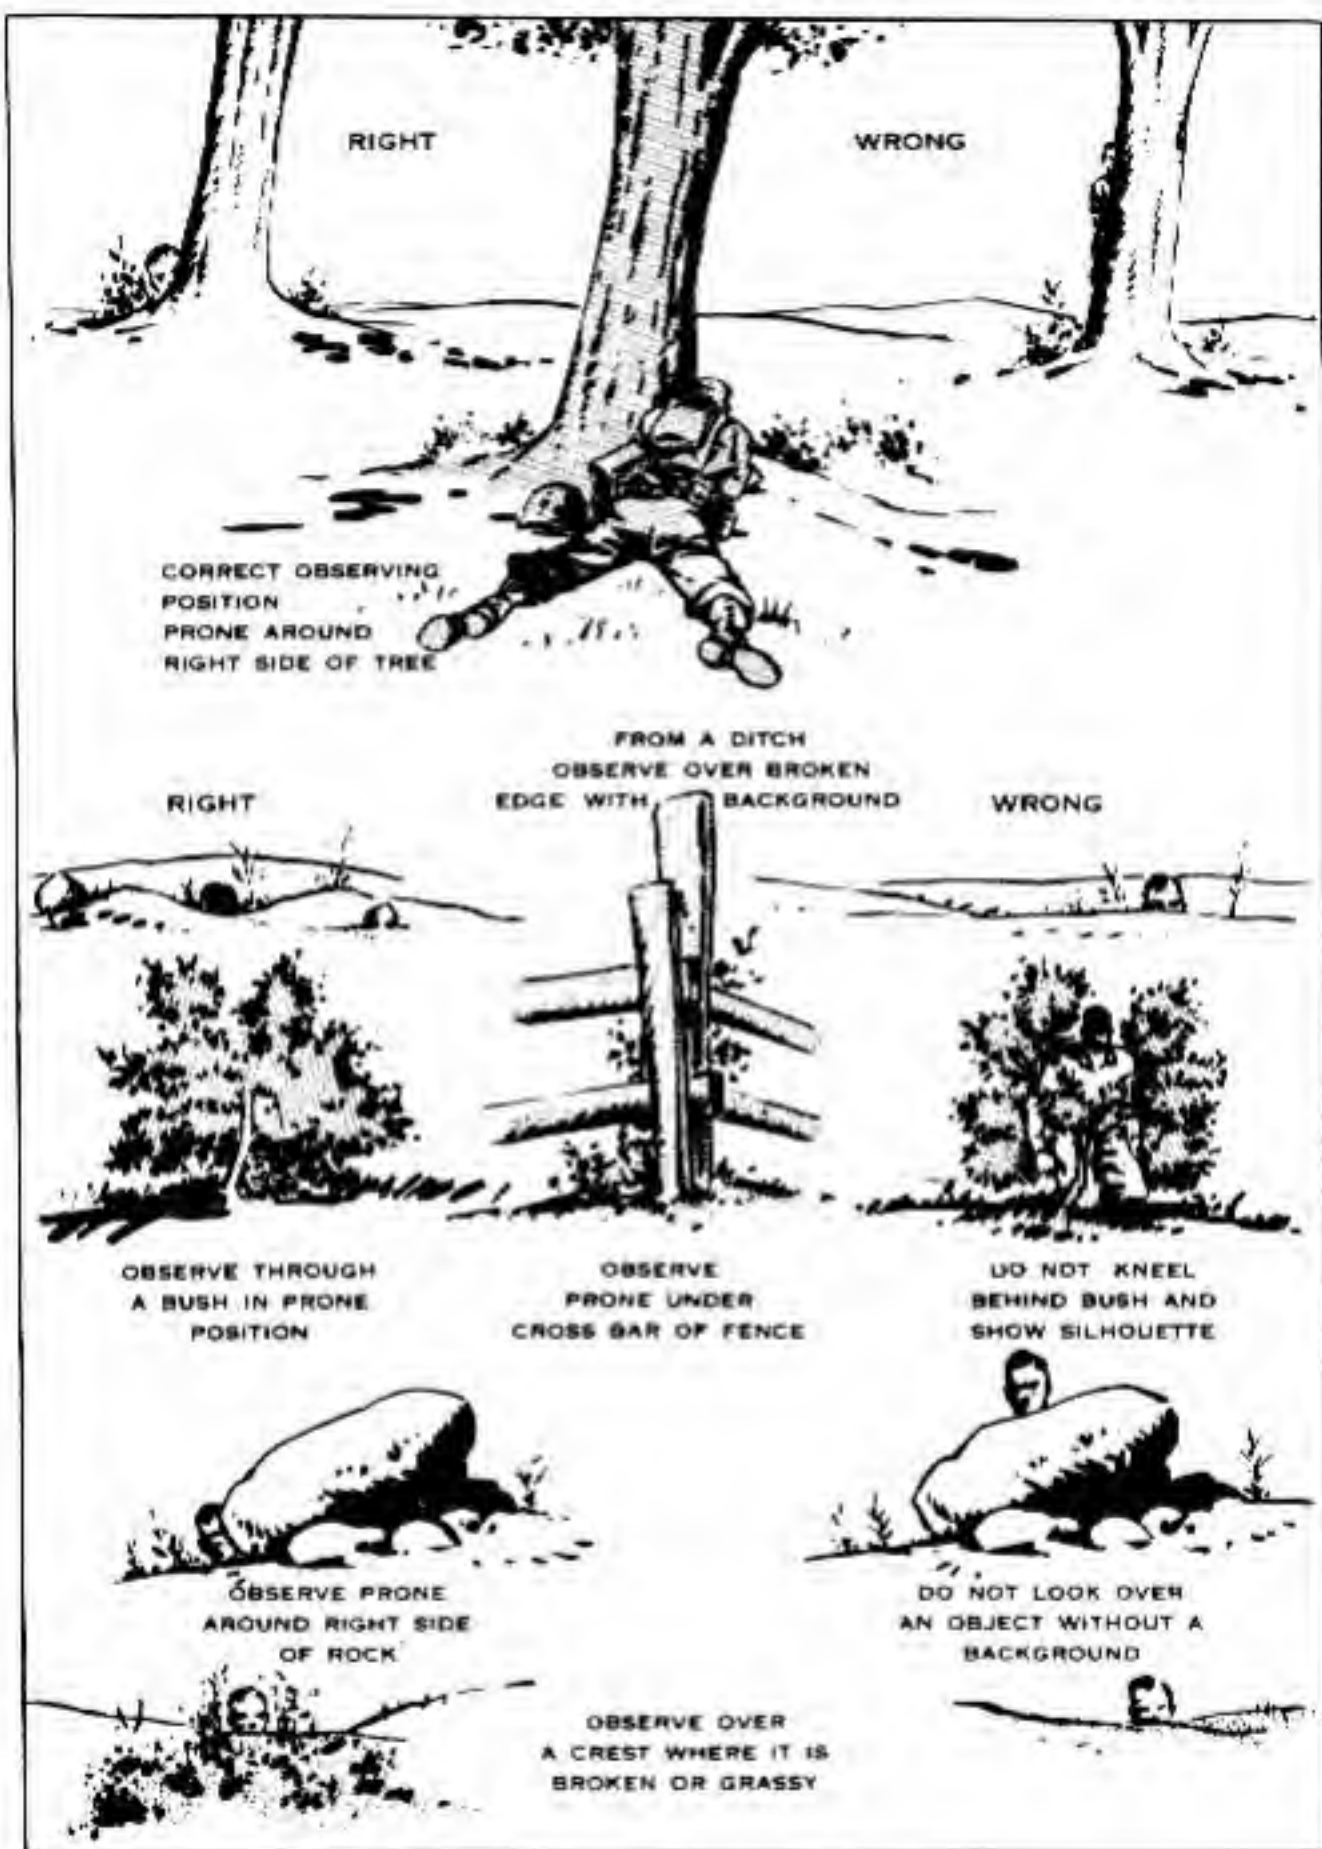 RIGHT
WRONG
CORRECT OBSERVING
POSITION
PRONE AROUND
RIGHT SIDE OF TREE
FROM A DITCH
OBSERVE OVER BROKEN
EDGE WITH BACKGROUND
RIGHT
WRONG
OBSERVE THROUGH
A BUSH IN PRONE
POSITION
OBSERVE
PRONE UNDER
CROSS BAR OF FENCE
DO NOT KNEEL
BEHIND BUSH AND
SHOW SILHOUETTE
OBSERVE PRONE
AROUND RIGHT SIDE
OF ROCK
DO NOT LOOK OVER
AN OBJECT WITHOUT A
BACKGROUND
OBSERVE OVER
A CREST WHERE IT IS
BROKEN OR GRASSY